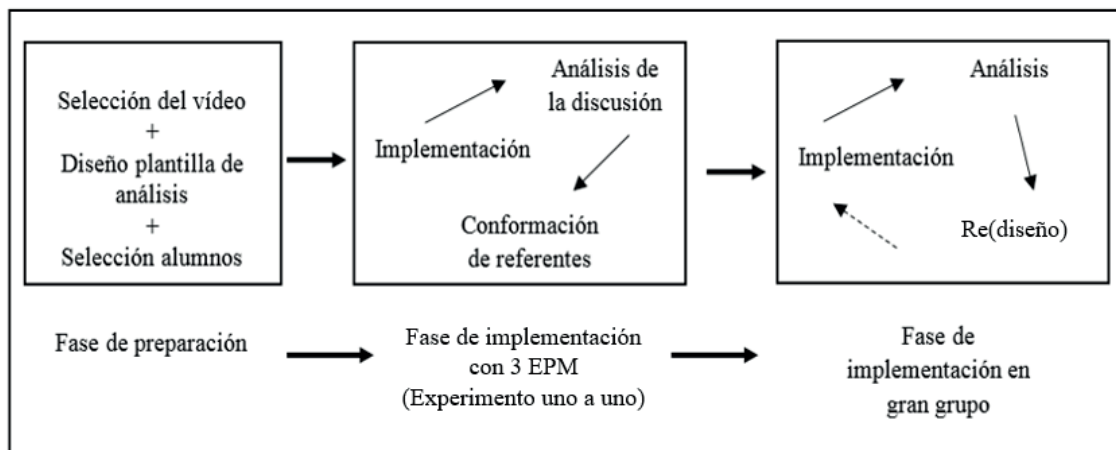 Selección del vídeo
+
Diseño plantilla de
análisis
+
Selección alumnos
Análisis de
la discusión
Implementación
Conformación
de referentes
Análisis
Implementación
Re(diseño)
Fase de preparación
Fase de implementación
con 3 EPM
(Experimento uno a uno)
Fase de
implementación en
gran grupo